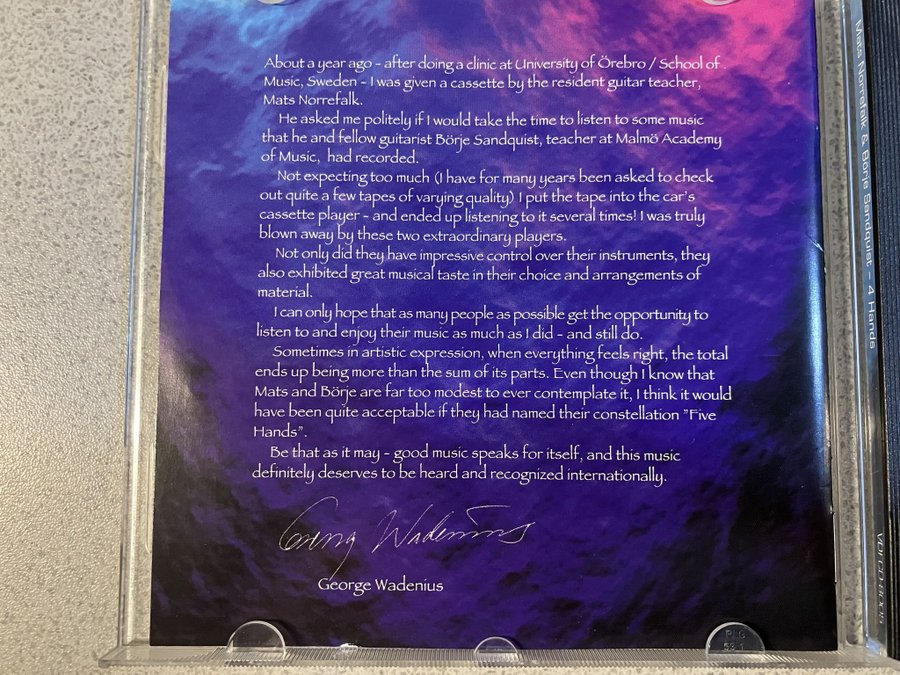 About a year ago - after doing a clinic at University of Örebro / School of
Music, Sweden - I was given a cassette by the resident guitar teacher,
Mats Norrefalk.
He asked me politely if I would take the time to listen to some music
that he and fellow guitarist Börje Sandquist, teacher at Malmö Academy
of Music, had recorded.
Not expecting too much (I have for many years been asked to check
out quite a few tapes of varying quality) I put the tape into the car's
cassette player - and ended up listening to it several times! I was truly
blown away by these two extraordinary players.
Not only did they have impressive control over their instruments, they
also exhibited great musical taste in their choice and arrangements of
material.
I can only hope that as many people as possible get the opportunity to
listen to and enjoy their music as much as I did - and still do.
Sometimes in artistic expression, when everything feels right, the total
ends up being more than the sum of its parts. Even though I know that
Mats and Börje are far too modest to ever contemplate it, I think it would
have been quite acceptable if they had named their constellation "Five
Hands".
Be that as it may - good music speaks for itself, and this music
definitely deserves to be heard and recognized internationally.
Georg Wadenius
George Wadenius
Mats Norrefalk & Börje Sandquist - 4 Hands